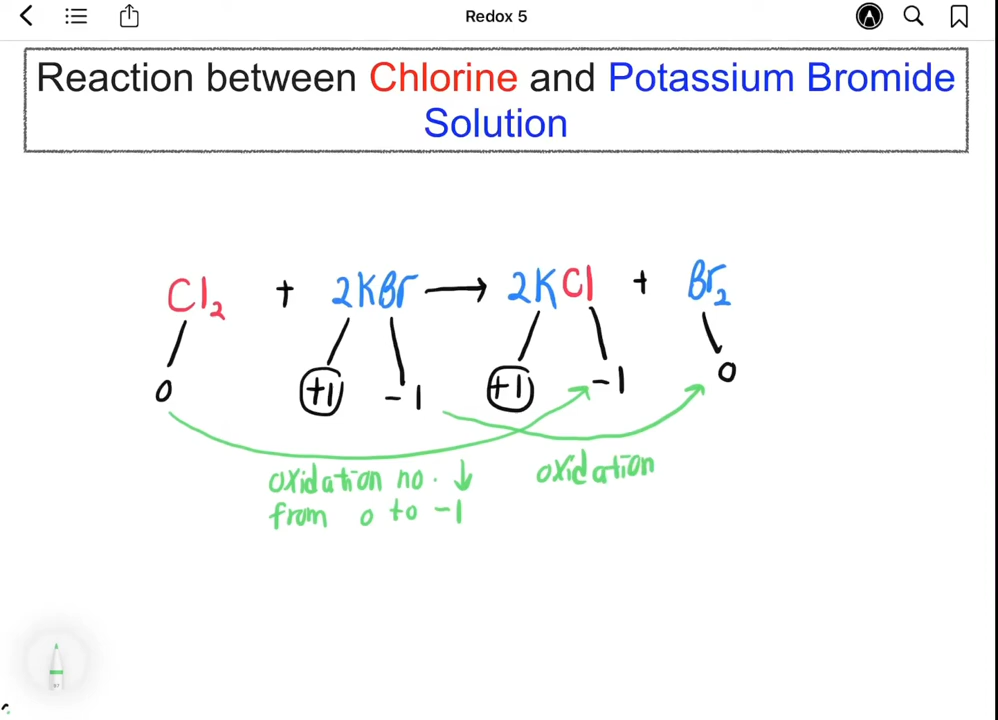 Redox 5
Reaction between Chlorine and Potassium Bromide
Solution
Cl₂ + 2KBr → 2KCl + Br₂
0 +1 -1 +1 -1 0
oxidation no. ↓ oxidation
from 0 to -1